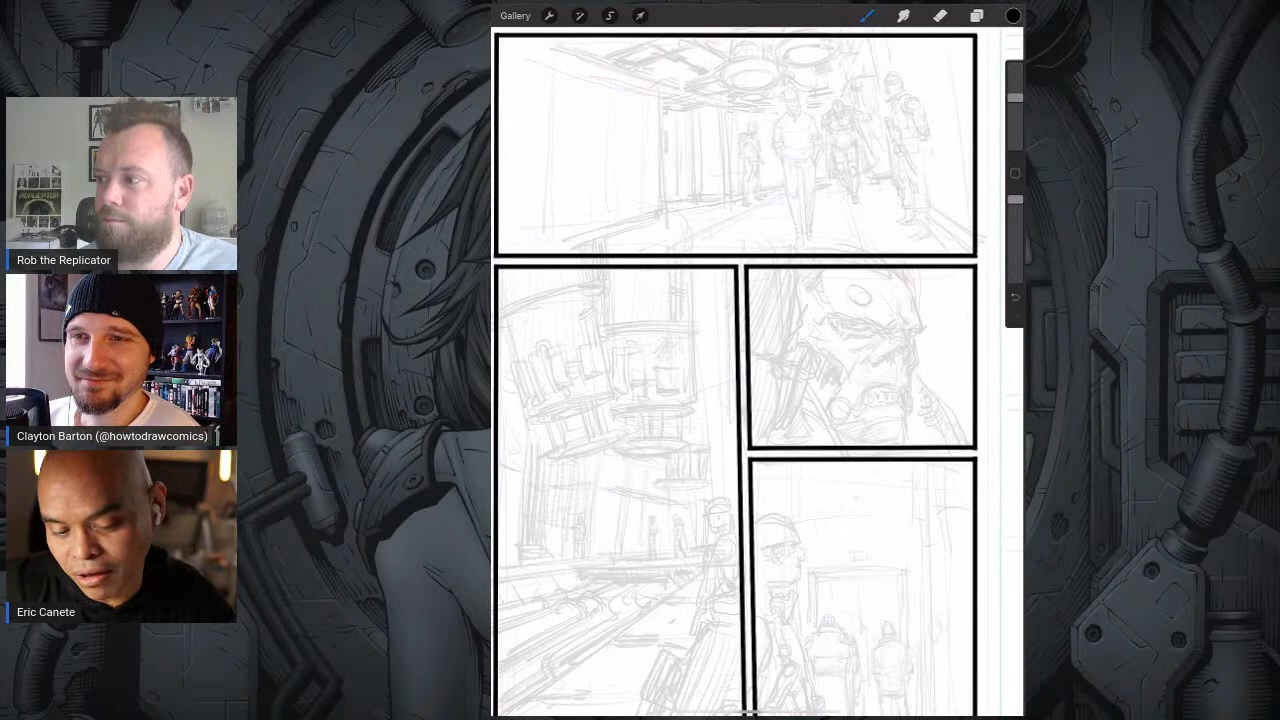 Gallery
Rob the Replicator
Clayton Barton (@howtodrawcomics)
Eric Canete